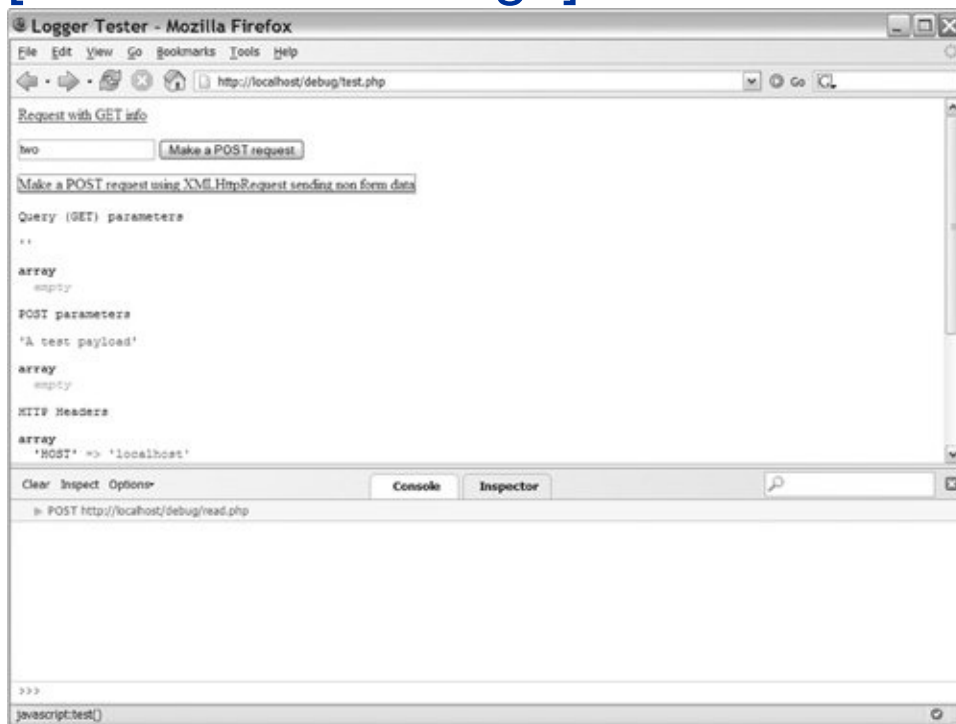 Logger Tester - Mozilla Firefox
File Edit View Go Bookmarks Tools Help
http://localhost/debug/test.php Go
Request with GET info
two Make a POST request
Make a POST request using XMLHttpRequest sending non form data
Query (GET) parameters
''
array
empty
POST parameters
'A test payload'
array
empty
HTTP Headers
array
'HOST' => 'localhost'
Clear Inspect Options Console Inspector
POST http://localhost/debug/read.php
>>>
javascript:test()